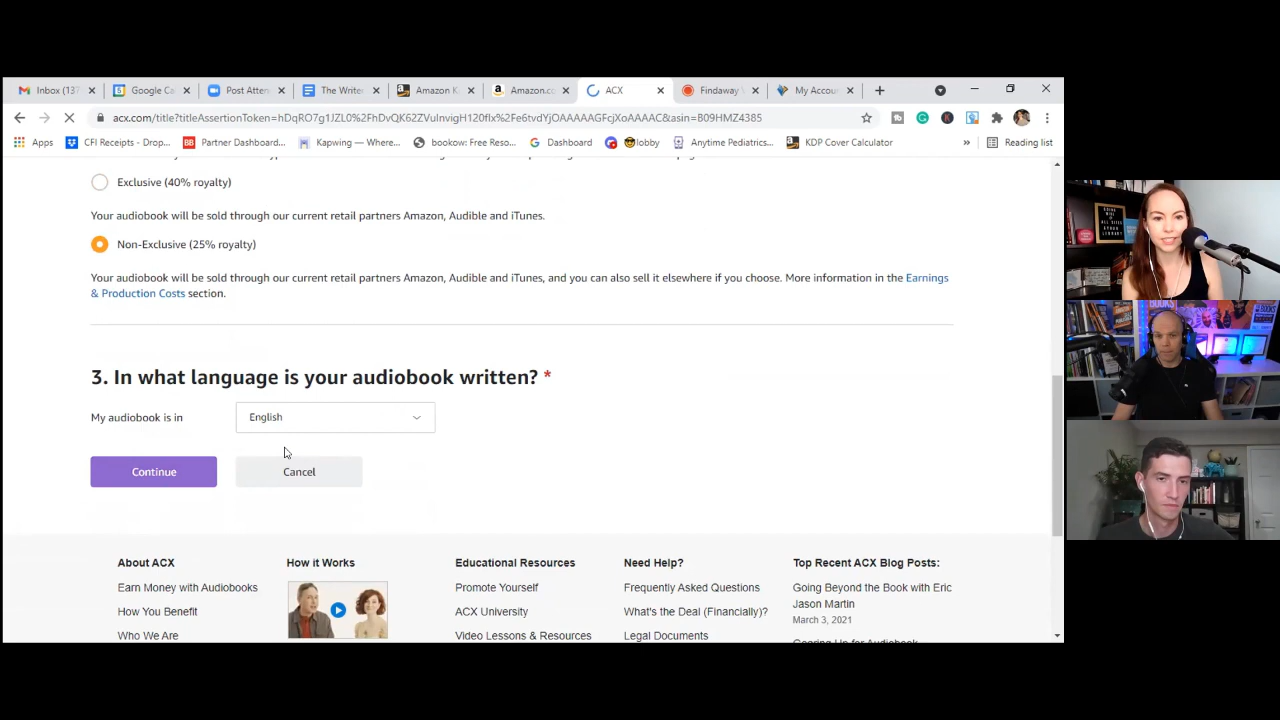 Inbox (137
Google Ca
Post Atten
The Writer
Amazon K
Amazon.co
ACX
Findaway
My Accou
acx.com/title?titleAssertionToken=
&asin=B09HMZ4385
Apps
CFI Receipts - Drop...
Partner Dashboard...
Kapwing — Where...
bookow: Free Reso...
Dashboard
lobby
Anytime Pediatrics...
KDP Cover Calculator
»
Reading list
Exclusive (40% royalty)
Your audiobook will be sold through our current retail partners Amazon, Audible and iTunes.
Non-Exclusive (25% royalty)
Your audiobook will be sold through our current retail partners Amazon, Audible and iTunes, and you can also sell it elsewhere if you choose. More information in the Earnings
& Production Costs section.
3. In what language is your audiobook written? *
My audiobook is in
English
Continue
Cancel
About ACX
How it Works
Educational Resources
Need Help?
Top Recent ACX Blog Posts:
Earn Money with Audiobooks
Promote Yourself
Frequently Asked Questions
Going Beyond the Book with Eric
Jason Martin
How You Benefit
ACX University
What's the Deal (Financially)?
March 3, 2021
Who We Are
Video Lessons & Resources
Legal Documents